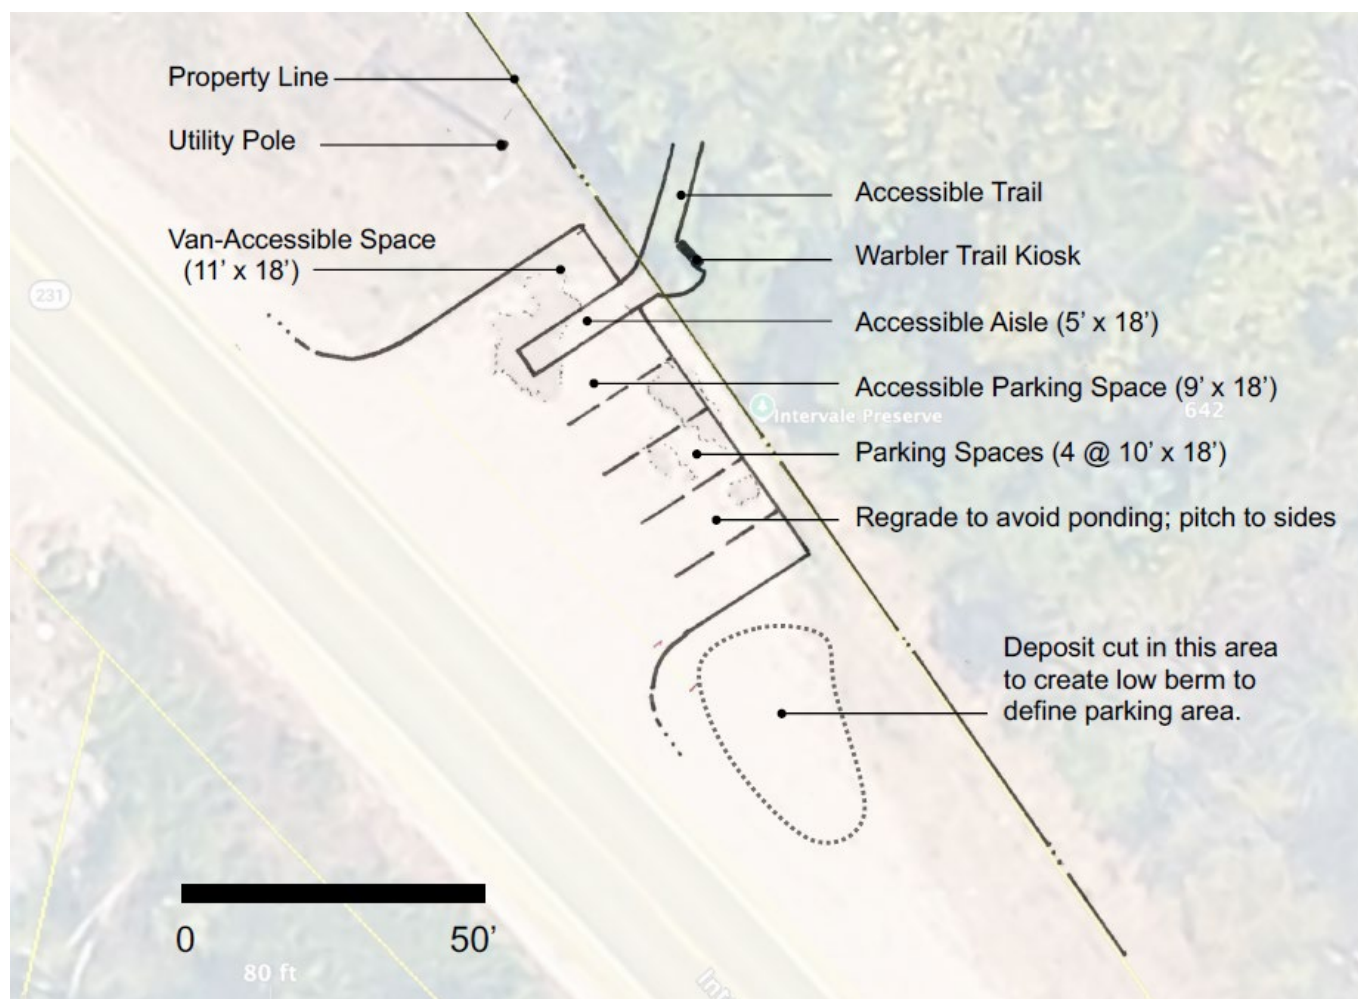 Property Line
Utility Pole
Accessible Trail
Van-Accessible Space
(11’ x 18’)
Warbler Trail Kiosk
231
Accessible Aisle (5’ x 18’)
Accessible Parking Space (9’ x 18’)
Intervale Preserve
642
Parking Spaces (4 @ 10’ x 18’)
Regrade to avoid ponding; pitch to sides
Deposit cut in this area
to create low berm to
define parking area.
0 50’
80 ft
Int